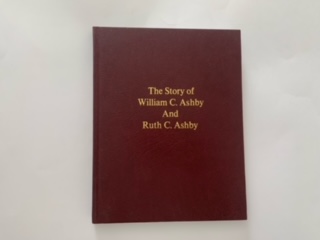 The Story of
William C. Ashby
And
Ruth C. Ashby